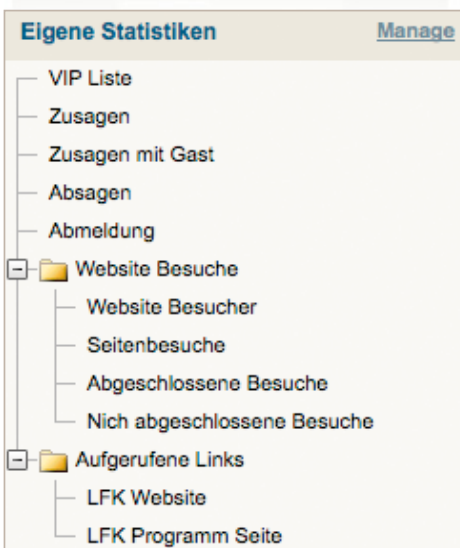 Eigene Statistiken Manage
VIP Liste
Zusagen
Zusagen mit Gast
Absagen
Abmeldung
Website Besuche
Website Besucher
Seitenbesuche
Abgeschlossene Besuche
Nich abgeschlossene Besuche
Aufgerufene Links
LFK Website
LFK Programm Seite